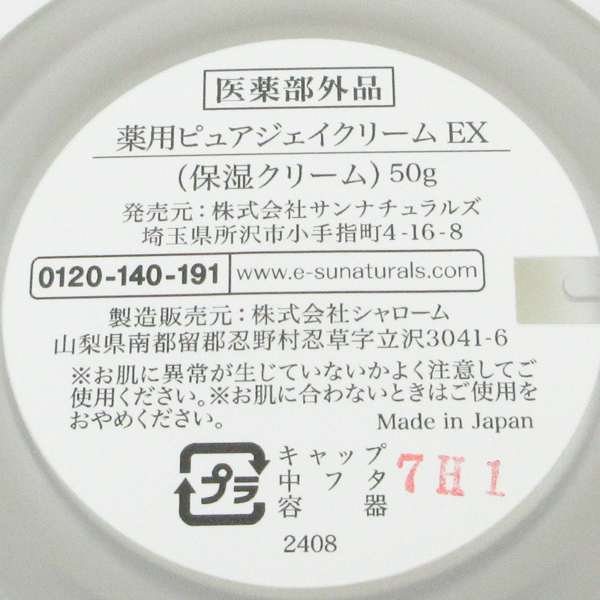 医薬部外品
薬用ピュアジェイクリーム EX
(保湿クリーム) 50g
発売元：株式会社サンナチュラルズ
埼玉県所沢市小手指町4-16-8
0120-140-191 www.e-sunaturals.com
製造販売元：株式会社シャローム
山梨県南都留郡忍野村忍草字立沢3041-6
※お肌に異常が生じていないかよく注意してご
使用ください。※お肌に合わないときはご使用を
おやめください。 Made in Japan
プラ
キャップ
中フタ
容器
7H1
2408